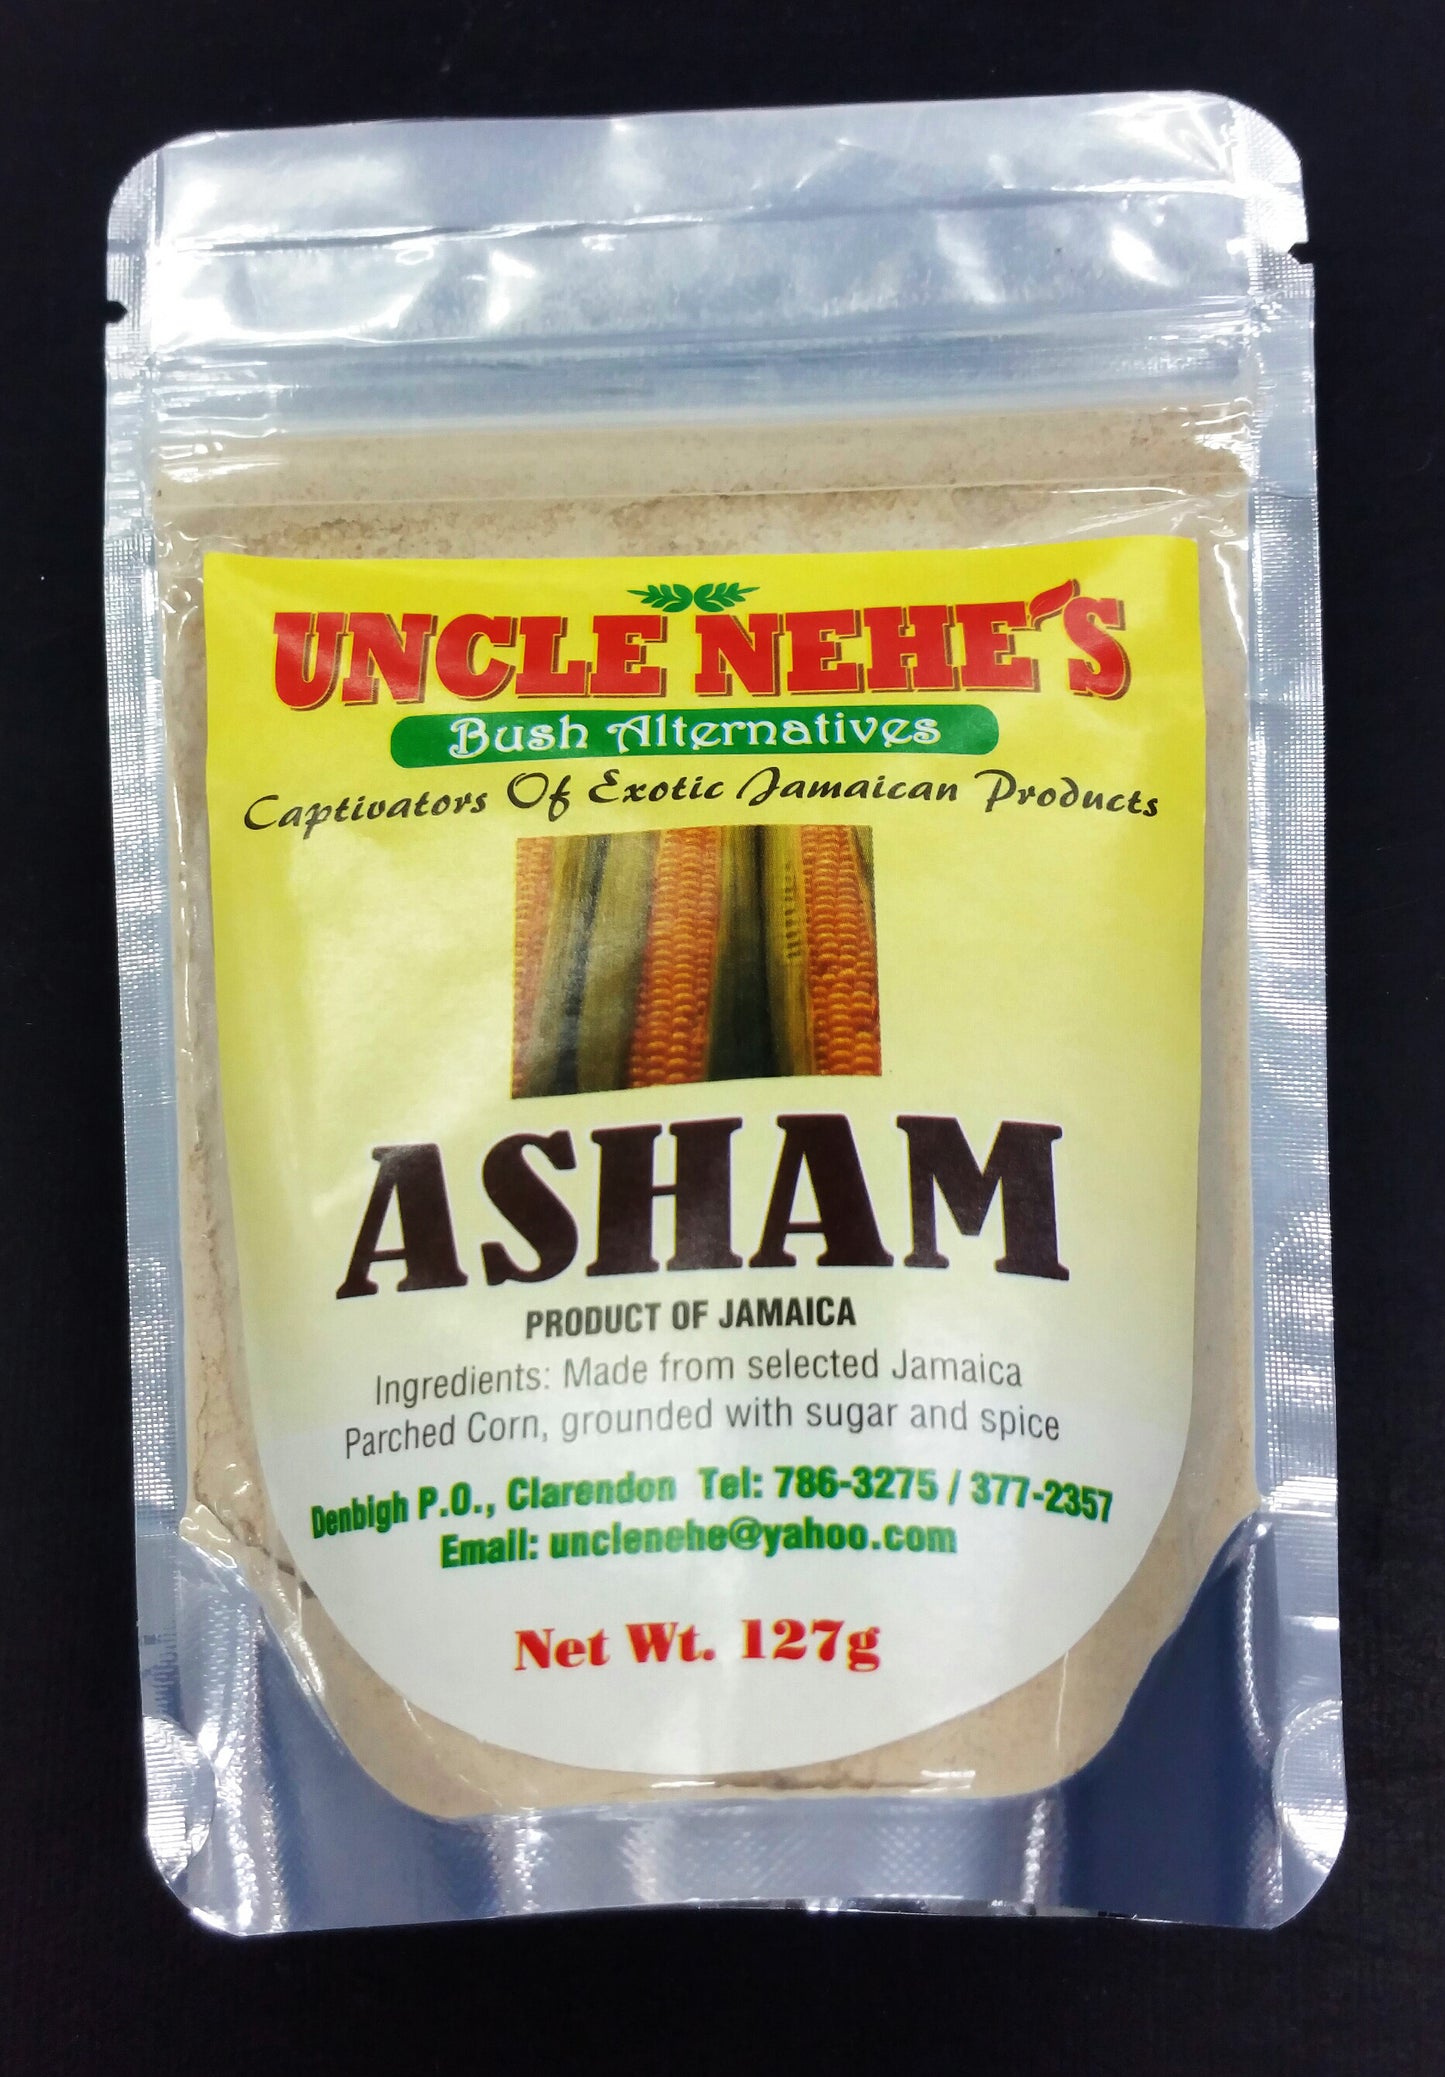 UNCLE NEHE'S
Bush Alternatives
Captivators Of Exotic Jamaican Products
ASHAM
PRODUCT OF JAMAICA
Ingredients: Made from selected Jamaica
Parched Corn, grounded with sugar and spice
Denbigh P.O., Clarendon Tel: 786-3275 / 377-2357
Email: unclenehe@yahoo.com
Net Wt. 127g